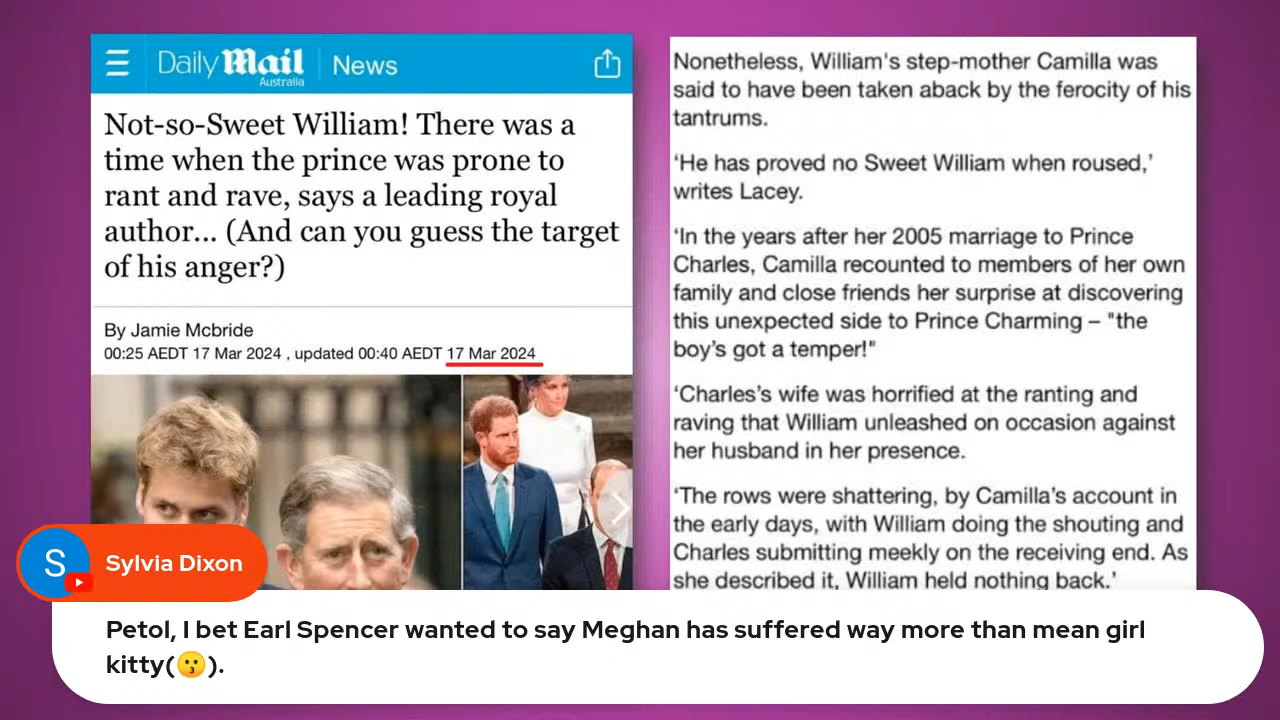 Daily Mail
Australia
News
Not-so-Sweet William! There was a
time when the prince was prone to
rant and rave, says a leading royal
author... (And can you guess the target
of his anger?)
By Jamie Mcbride
00:25 AEDT 17 Mar 2024 , updated 00:40 AEDT 17 Mar 2024
Nonetheless, William's step-mother Camilla was
said to have been taken aback by the ferocity of his
tantrums.
‘He has proved no Sweet William when roused,’
writes Lacey.
‘In the years after her 2005 marriage to Prince
Charles, Camilla recounted to members of her own
family and close friends her surprise at discovering
this unexpected side to Prince Charming – "the
boy’s got a temper!"
‘Charles’s wife was horrified at the ranting and
raving that William unleashed on occasion against
her husband in her presence.
‘The rows were shattering, by Camilla’s account in
the early days, with William doing the shouting and
Charles submitting meekly on the receiving end. As
she described it, William held nothing back.’
S
Sylvia Dixon
Petol, I bet Earl Spencer wanted to say Meghan has suffered way more than mean girl
kitty(😗).